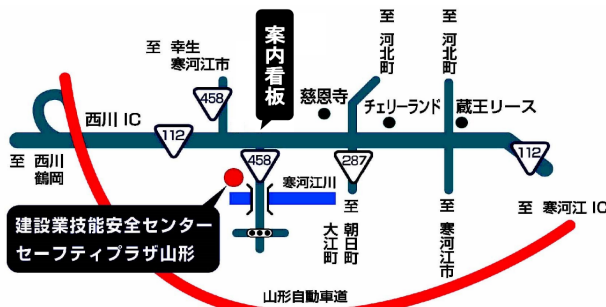 至 幸生
寒河江市
458
案内看板
至 河北町
至 河北町
慈恩寺
チェリーランド
蔵王リース
西川 IC
112
至 西川
鶴岡
458
287
112
寒河江川
建設業技能安全センター
セーフティプラザ山形
至 朝日町
大江町
至 寒河江市
至 寒河江 IC
山形自動車道